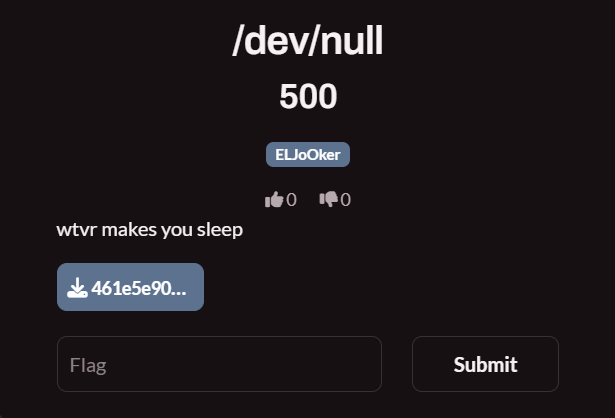 /dev/null
500
ELJoOker
0 0
wtvr makes you sleep
461e5e90...
Flag Submit